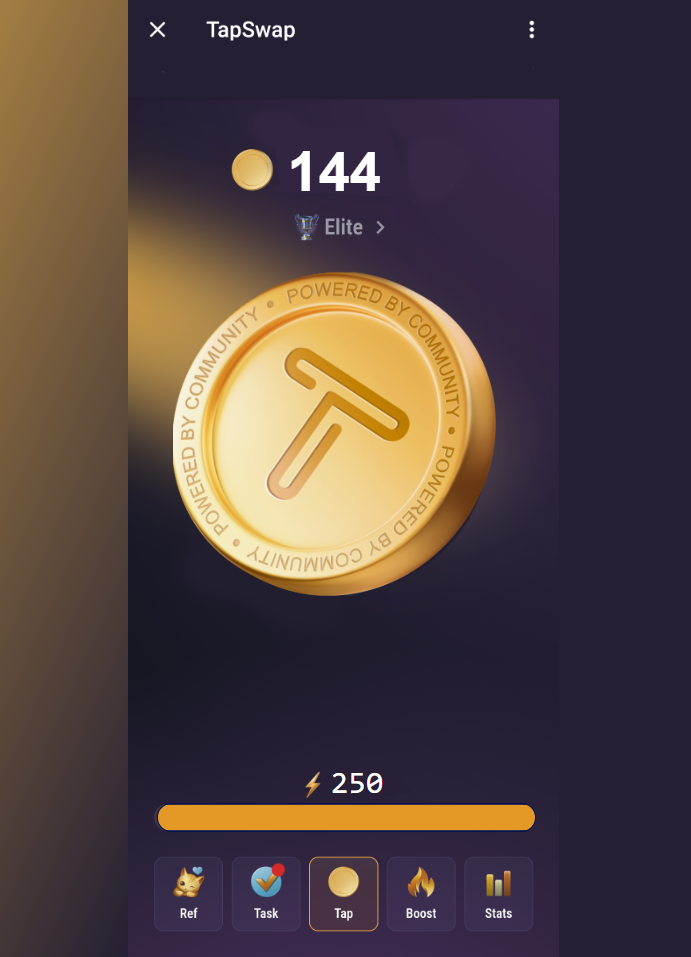 TapSwap
144
Elite
POWERED BY COMMUNITY • POWERED BY COMMUNITY • POWERED BY COMMUNITY • POWERED BY COMMUNITY •
250
Ref
Task
Tap
Boost
Stats